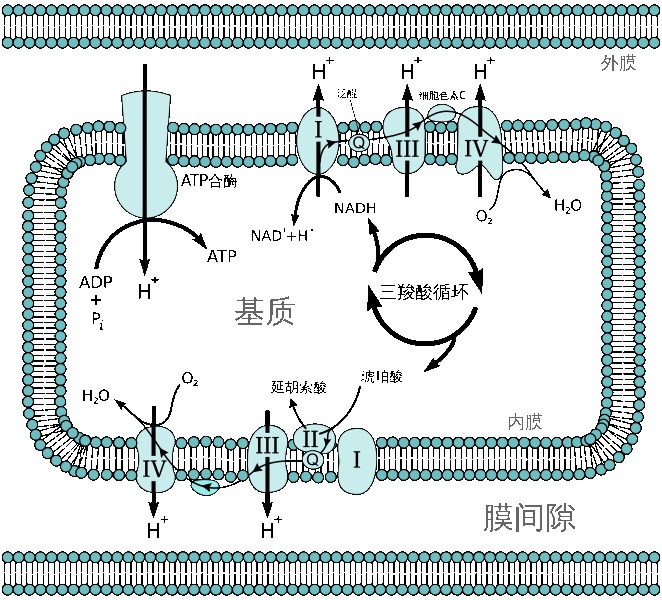 外膜
H⁺
H⁺
H⁺
泛醌
细胞色素C
I
Q
III
IV
ATP合酶
NADH
NAD⁺+H⁺
O₂
H₂O
ATP
ADP
+
Pi
H⁺
基质
三羧酸循环
H₂O
O₂
延胡索酸
琥珀酸
内膜
IV
III
II
Q
I
H⁺
H⁺
膜间隙